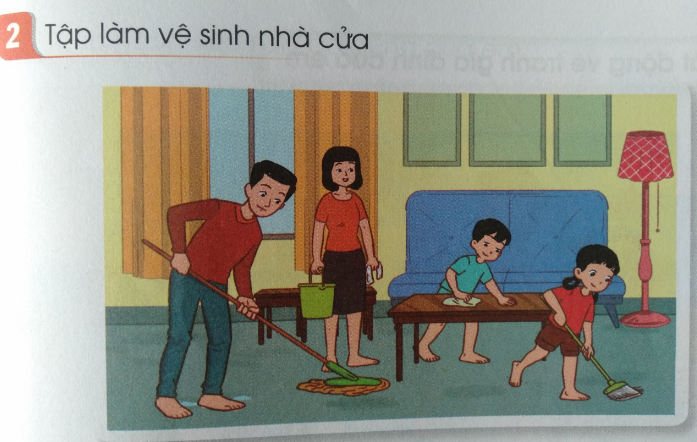 2 Tập làm vệ sinh nhà cửa